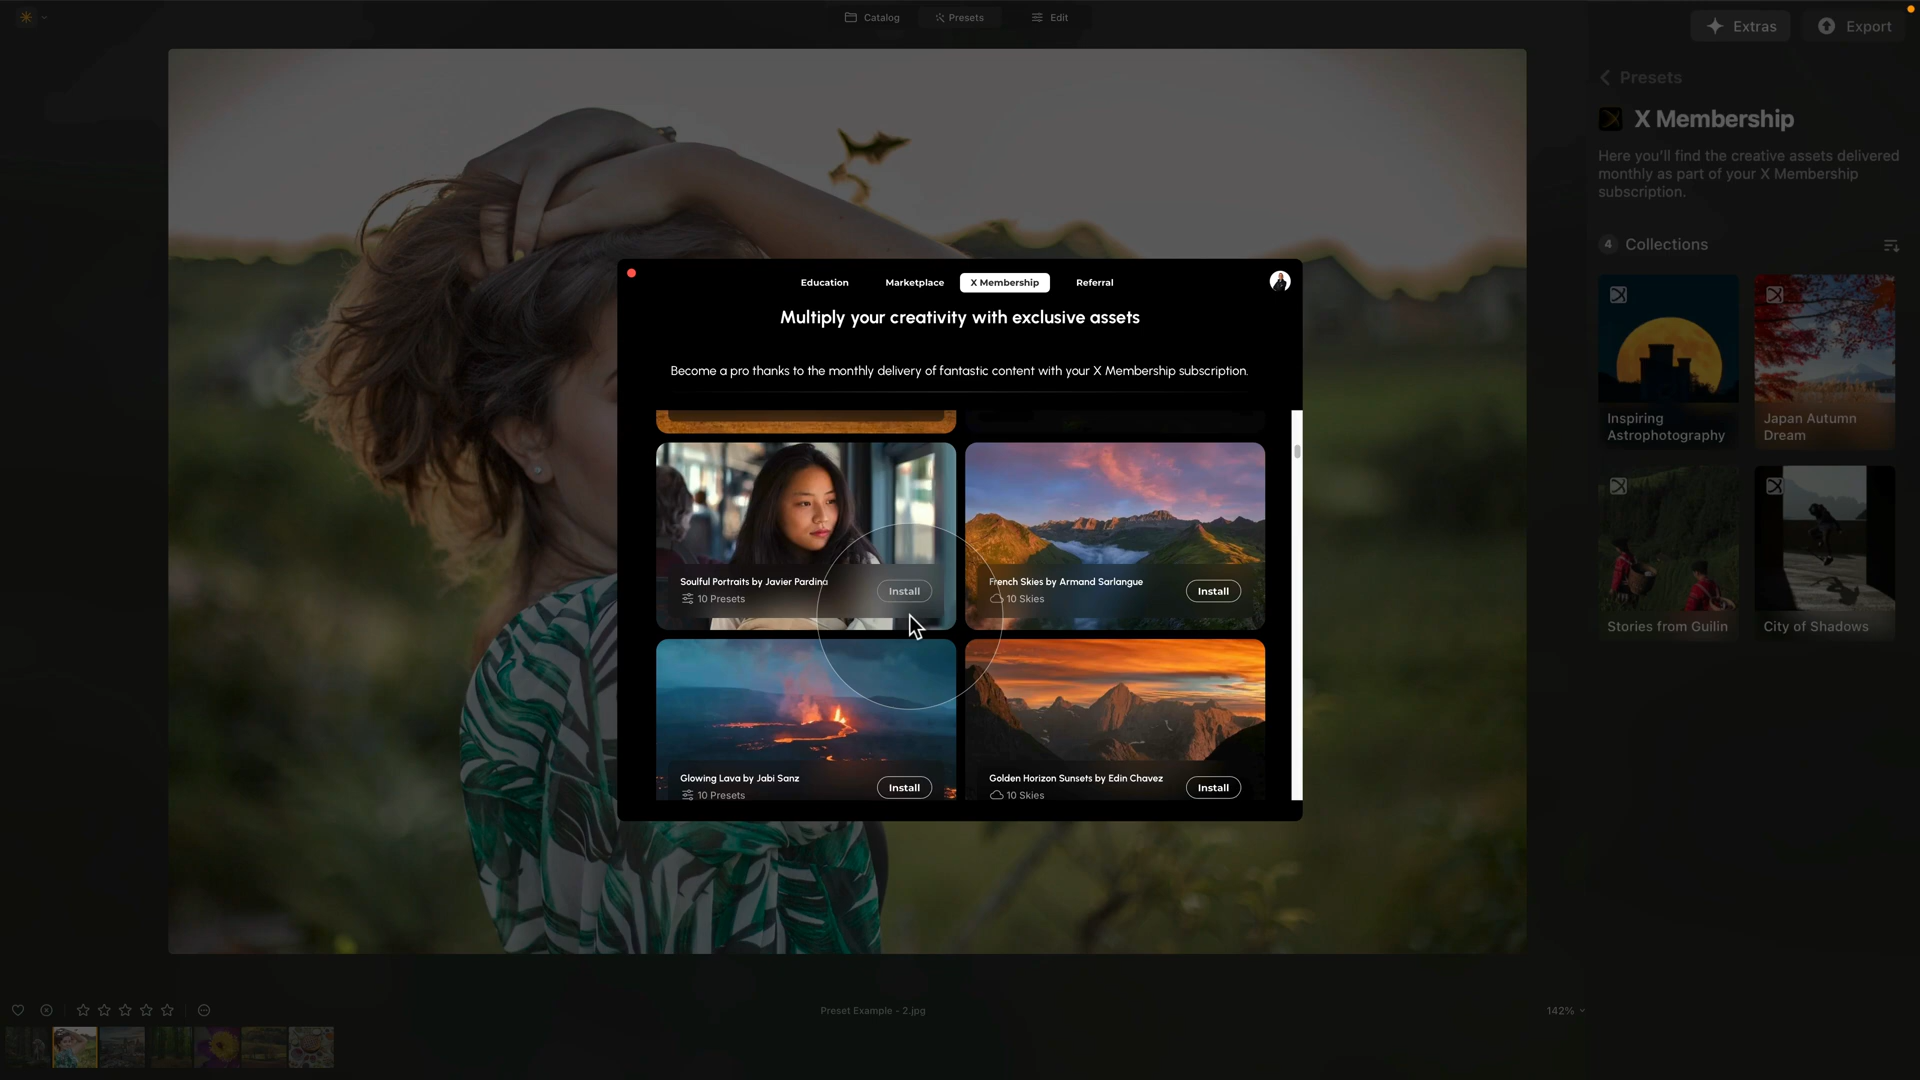 Catalog
Presets
Edit
Extras
Export
Presets
X Membership
Here you'll find the creative assets delivered
monthly as part of your X Membership
subscription.
4 Collections
Inspiring
Astrophotography
Japan Autumn
Dream
Stories from Guilin
City of Shadows
Education
Marketplace
X Membership
Referral
Multiply your creativity with exclusive assets
Become a pro thanks to the monthly delivery of fantastic content with your X Membership subscription.
Soulful Portraits by Javier Pardina
10 Presets
Install
French Skies by Armand Sarlangue
10 Skies
Install
Glowing Lava by Jabi Sanz
10 Presets
Install
Golden Horizon Sunsets by Edin Chavez
10 Skies
Install
Preset Example - 2.jpg
142%